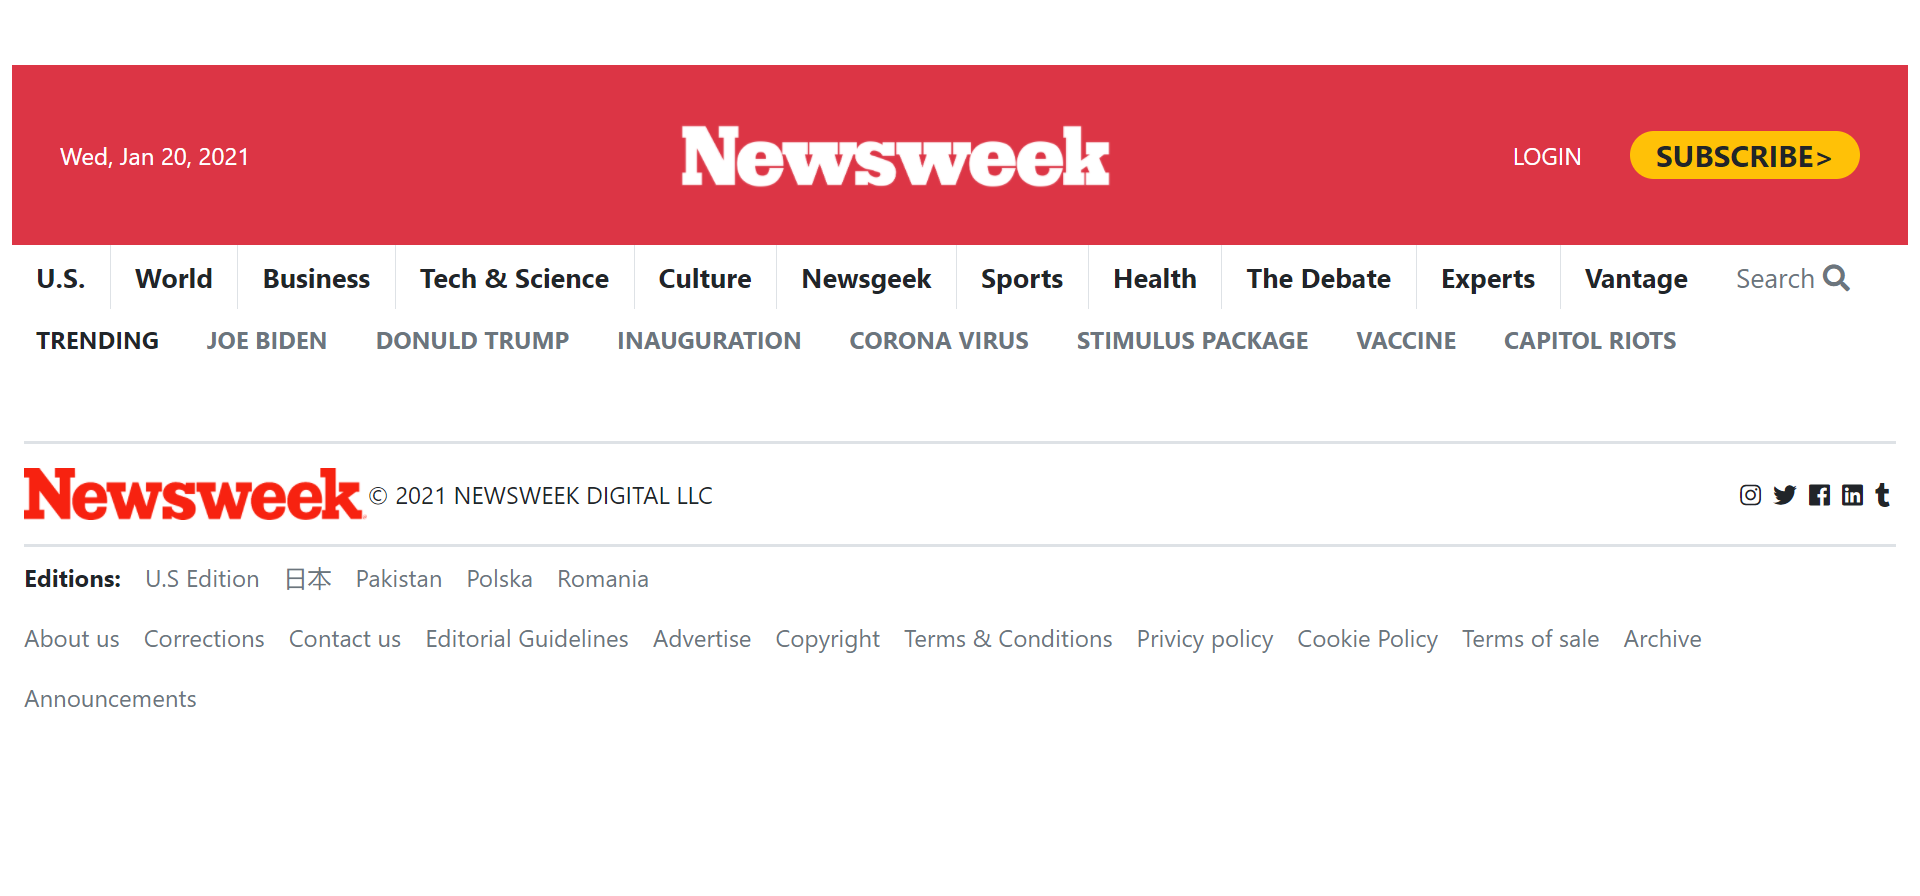 Wed, Jan 20, 2021 Newsweek LOGIN SUBSCRIBE>
U.S. World Business Tech & Science Culture Newsgeek Sports Health The Debate Experts Vantage Search
TRENDING JOE BIDEN DONULD TRUMP INAUGURATION CORONA VIRUS STIMULUS PACKAGE VACCINE CAPITOL RIOTS
Newsweek © 2021 NEWSWEEK DIGITAL LLC
Editions: U.S Edition 日本 Pakistan Polska Romania
About us Corrections Contact us Editorial Guidelines Advertise Copyright Terms & Conditions Privicy policy Cookie Policy Terms of sale Archive
Announcements